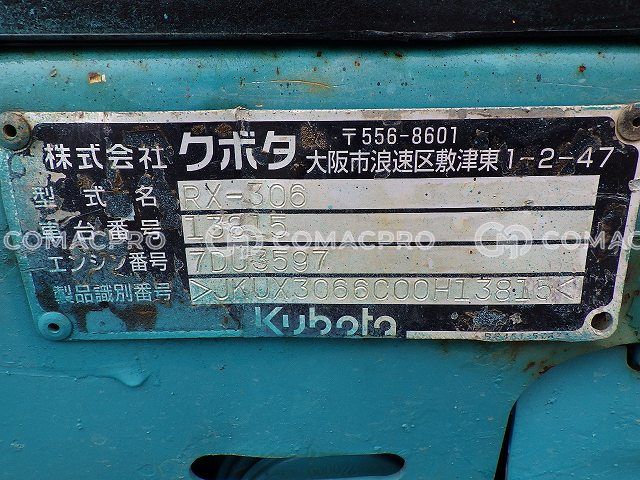 株式会社 クボタ 〒556-8601
大阪市浪速区敷津東1-2-47
型式名 RX-306
車台番号 13815
エンジン番号 7DU3597
製品識別番号 >JKUX3066C00H13815<
Kubota
COMACPRO COMACPRO COMACPRO